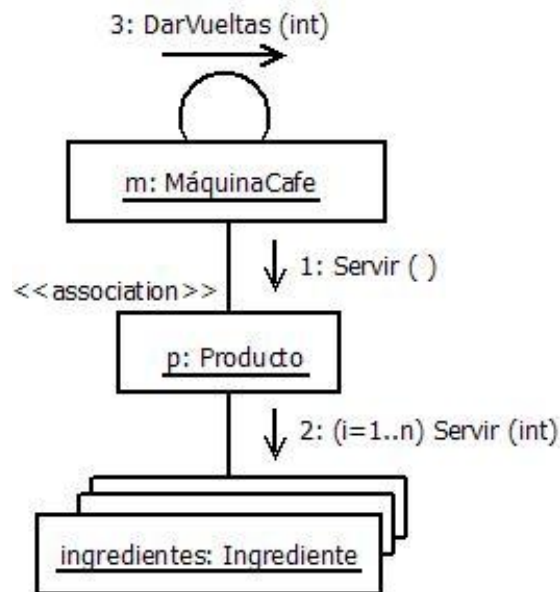 3: DarVueltas (int)
m: MáquinaCafe
1: Servir ( )
<<association>>
p: Producto
2: (i=1..n) Servir (int)
ingredientes: Ingrediente